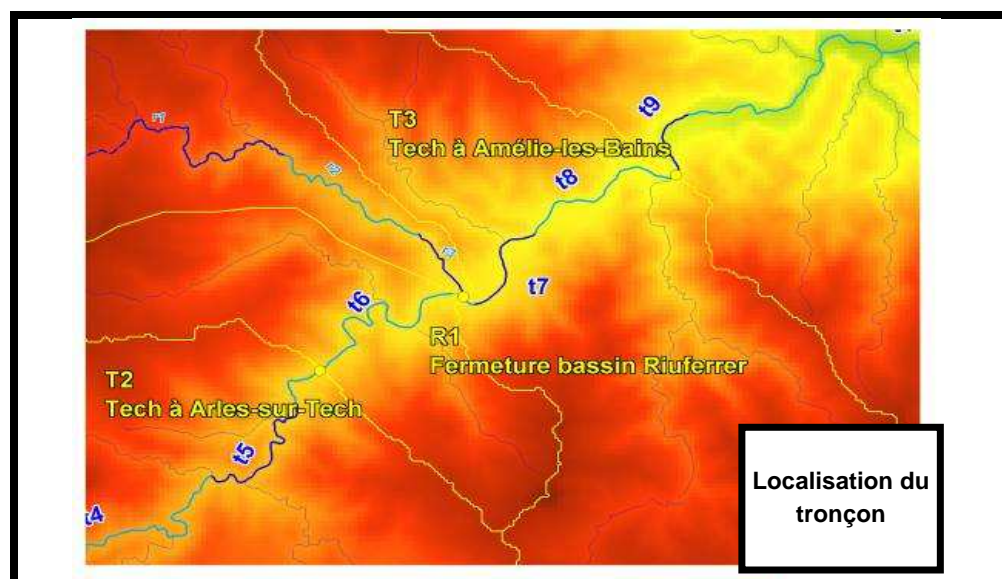 t9
T3
Tech à Amélie-les-Bains
t8
t7
t6
R1
Fermeture bassin Riuferrer
T2
Tech à Arles-sur-Tech
t5
t4
Localisation du
tronçon